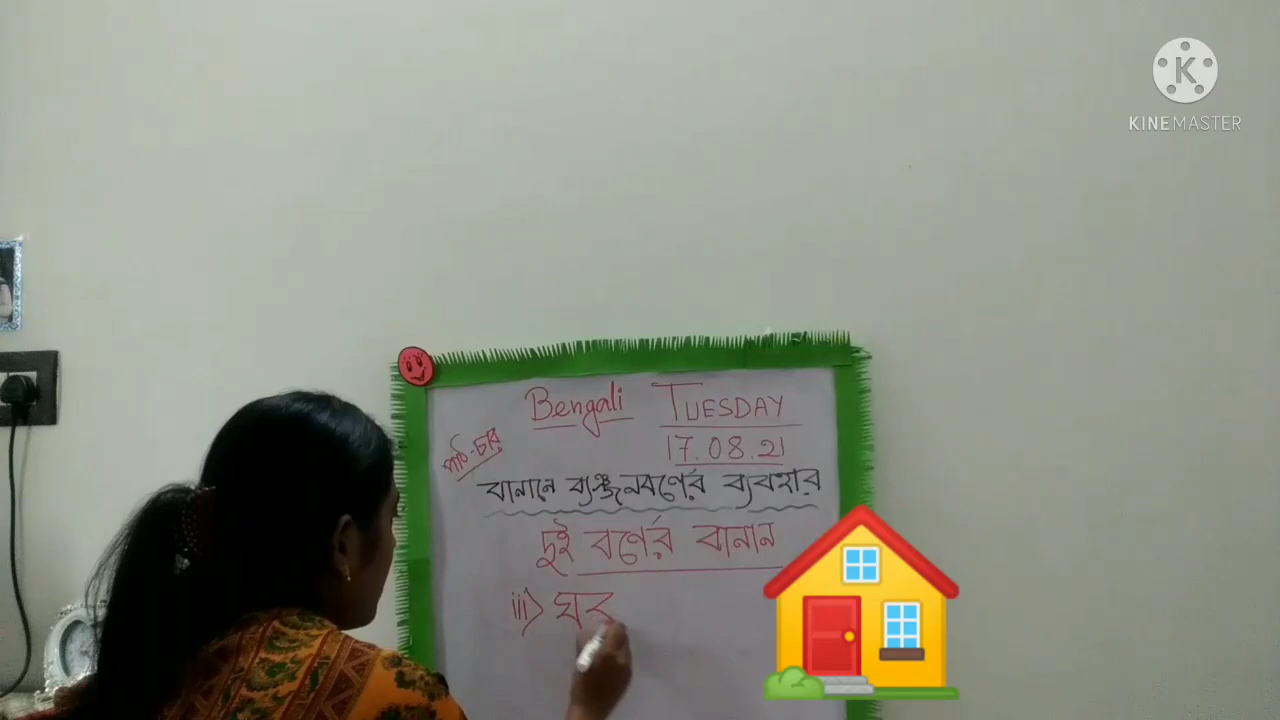 KINEMASTER
Bengali TUESDAY
17.08.21
পাঠ-চার
বানানে ব্যঞ্জনবর্ণের ব্যবহার
দুই বর্ণের বানান
iii) ঘর